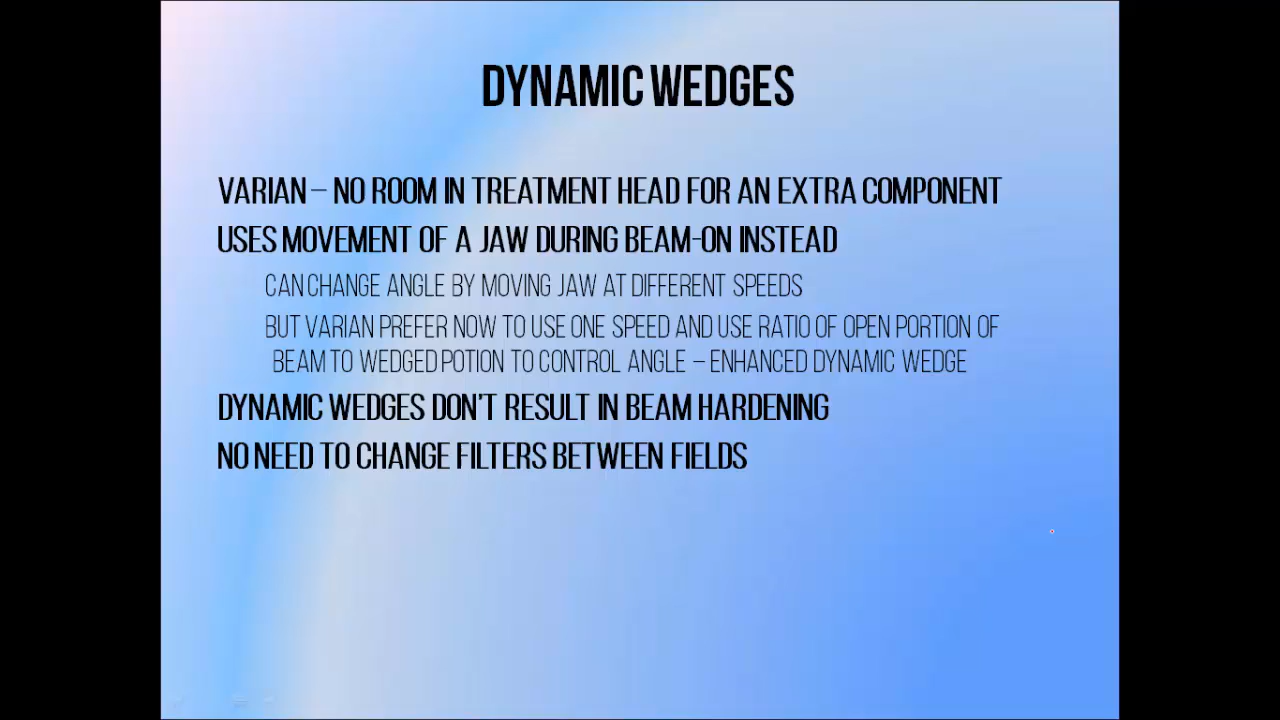 DYNAMIC WEDGES
VARIAN – NO ROOM IN TREATMENT HEAD FOR AN EXTRA COMPONENT
USES MOVEMENT OF A JAW DURING BEAM-ON INSTEAD
CAN CHANGE ANGLE BY MOVING JAW AT DIFFERENT SPEEDS
BUT VARIAN PREFER NOW TO USE ONE SPEED AND USE RATIO OF OPEN PORTION OF
BEAM TO WEDGED POTION TO CONTROL ANGLE – ENHANCED DYNAMIC WEDGE
DYNAMIC WEDGES DON'T RESULT IN BEAM HARDENING
NO NEED TO CHANGE FILTERS BETWEEN FIELDS